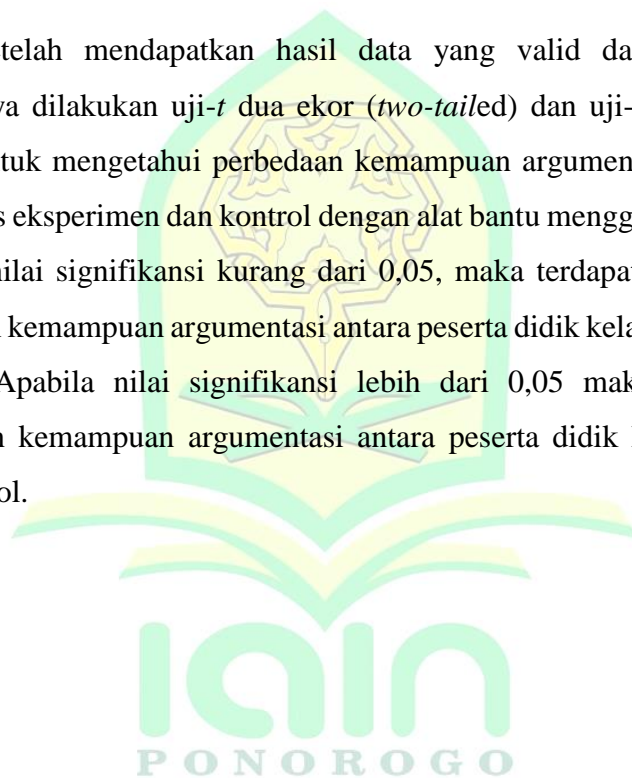 telah mendapatkan hasil data yang valid da
ya dilakukan uji-t dua ekor (two-tailed) dan uji-
tuk mengetahui perbedaan kemampuan argumen
s eksperimen dan kontrol dengan alat bantu mengg
nilai signifikansi kurang dari 0,05, maka terdapat
kemampuan argumentasi antara peserta didik kela
Apabila nilai signifikansi lebih dari 0,05 mak
n kemampuan argumentasi antara peserta didik
ol.
iain
PONOROGO